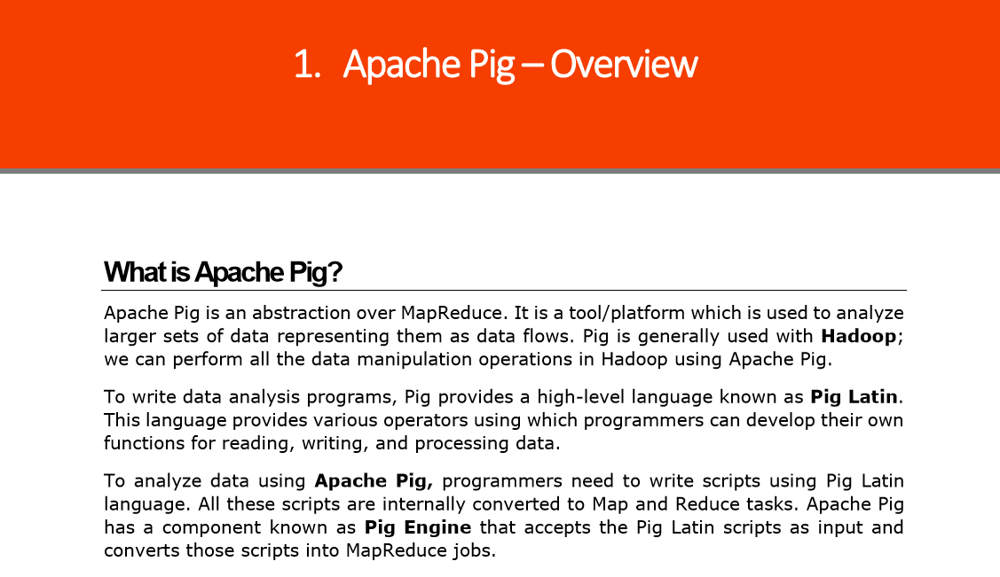 1. Apache Pig – Overview
What is Apache Pig?
Apache Pig is an abstraction over MapReduce. It is a tool/platform which is used to analyze
larger sets of data representing them as data flows. Pig is generally used with Hadoop;
we can perform all the data manipulation operations in Hadoop using Apache Pig.
To write data analysis programs, Pig provides a high-level language known as Pig Latin.
This language provides various operators using which programmers can develop their own
functions for reading, writing, and processing data.
To analyze data using Apache Pig, programmers need to write scripts using Pig Latin
language. All these scripts are internally converted to Map and Reduce tasks. Apache Pig
has a component known as Pig Engine that accepts the Pig Latin scripts as input and
converts those scripts into MapReduce jobs.